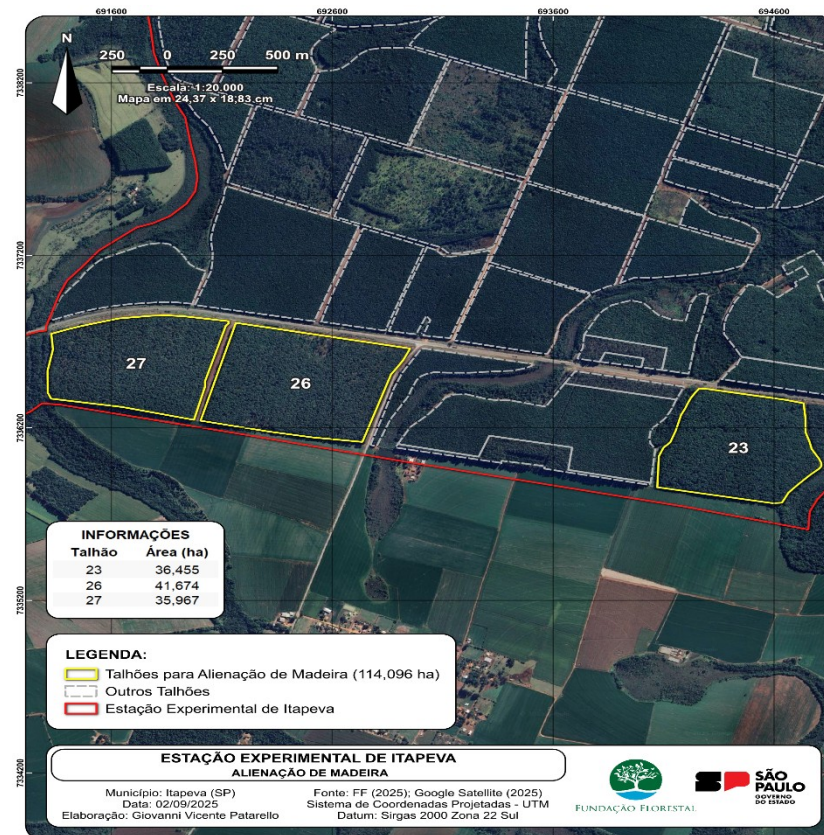 691600 692600 693600 694600
N
250 0 250 500 m
Escala: 1:20.000
Mapa em 24,37 x 18,83 cm
7338200
7337200
7336200
7335200
7334200
27
26
23
INFORMAÇÕES
Talhão Área (ha)
23 36,455
26 41,674
27 35,967
LEGENDA:
Talhões para Alienação de Madeira (114,096 ha)
Outros Talhões
Estação Experimental de Itapeva
ESTAÇÃO EXPERIMENTAL DE ITAPEVA
ALIENAÇÃO DE MADEIRA
Município: Itapeva (SP)
Data: 02/09/2025
Elaboração: Giovanni Vicente Patarello
Fonte: FF (2025); Google Satellite (2025)
Sistema de Coordenadas Projetadas - UTM
Datum: Sirgas 2000 Zona 22 Sul
FUNDAÇÃO FLORESTAL
SP
SÃO
PAULO
GOVERNO
DO ESTADO